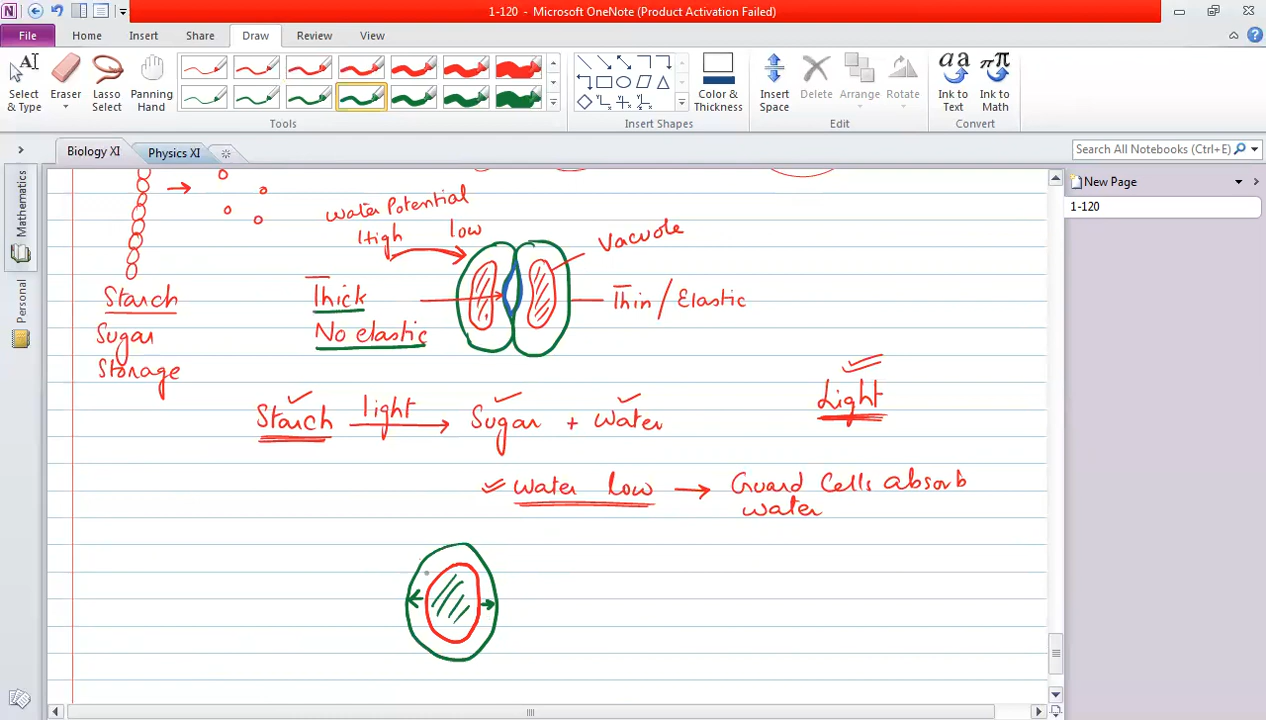 1-120 - Microsoft OneNote (Product Activation Failed)
File Home Insert Share Draw Review View
Select & Type
Eraser
Lasso Select
Panning Hand
Color & Thickness
Insert Space
Delete
Arrange
Rotate
Ink to Text
Ink to Math
Tools
Insert Shapes
Edit
Convert
Biology XI
Physics XI
Search All Notebooks (Ctrl+E)
Mathematics
Personal
New Page
1-120
Water Potential
High low
Vacuole
Thick
No elastic
Thin / Elastic
Starch
Sugar
Storage
Light
Starch light Sugar + Water
Water low → Guard Cells absorb
water